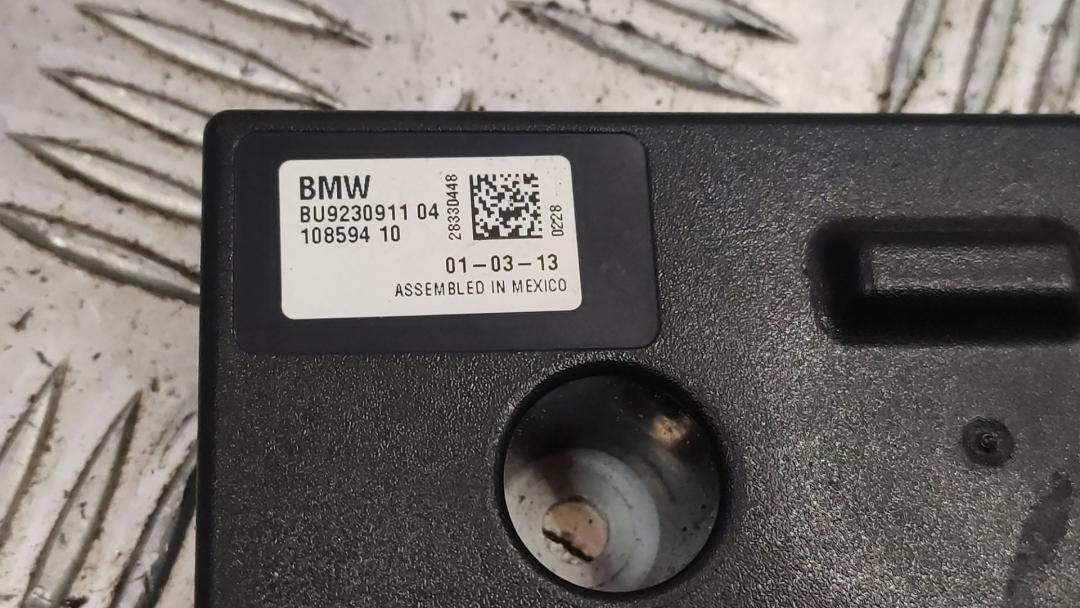 BMW
BU9230911 04
108594 10
28330448
0228
01-03-13
ASSEMBLED IN MEXICO